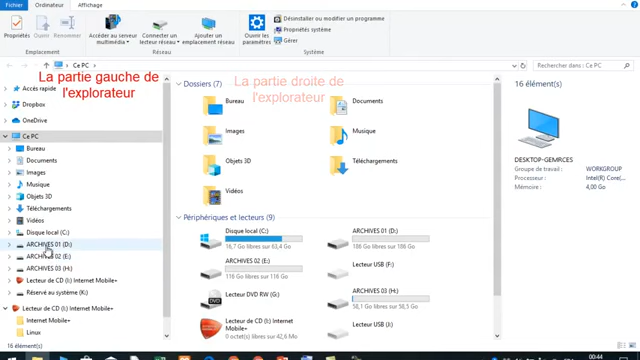 Fichier Ordinateur Affichage
Propriétés Ouvrir Renommer
Accéder au serveur multimédia
Connecter un lecteur réseau
Ajouter un emplacement réseau
Ouvrir les paramètres
Désinstaller ou modifier un programme
Propriétés système
Gérer
Emplacement Réseau Système
Ce PC
Rechercher dans : Ce PC
La partie gauche de
l'explorateur
La partie droite de
l'explorateur
Accès rapide
Dropbox
OneDrive
Ce PC
Bureau
Documents
Images
Musique
Objets 3D
Téléchargements
Vidéos
Disque local (C:)
ARCHIVES 01 (D:)
ARCHIVES 02 (E:)
ARCHIVES 03 (H:)
Lecteur de CD (I:) Internet Mobile+
Réservé au système (K:)
Lecteur de CD (I:) Internet Mobile+
Internet Mobile+
Linux
16 élément(s)
Dossiers (7)
Bureau
Documents
Images
Musique
Objets 3D
Téléchargements
Vidéos
Périphériques et lecteurs (9)
Disque local (C:)
16,7 Go libres sur 63,4 Go
ARCHIVES 01 (D:)
186 Go libres sur 186 Go
ARCHIVES 02 (E:)
116 Go libres sur 116 Go
Lecteur USB (F:)
Lecteur DVD RW (G:)
DVD
ARCHIVES 03 (H:)
58,1 Go libres sur 58,5 Go
Lecteur de CD (I:) Internet
Mobile+
0 octet(s) libres sur 42,6 Mo
Lecteur USB (J:)
16 élément(s)
DESKTOP-GEMRCES
Groupe de travail : WORKGROUP
Processeur : Intel(R) Core(...
Mémoire : 4,00 Go
00:44